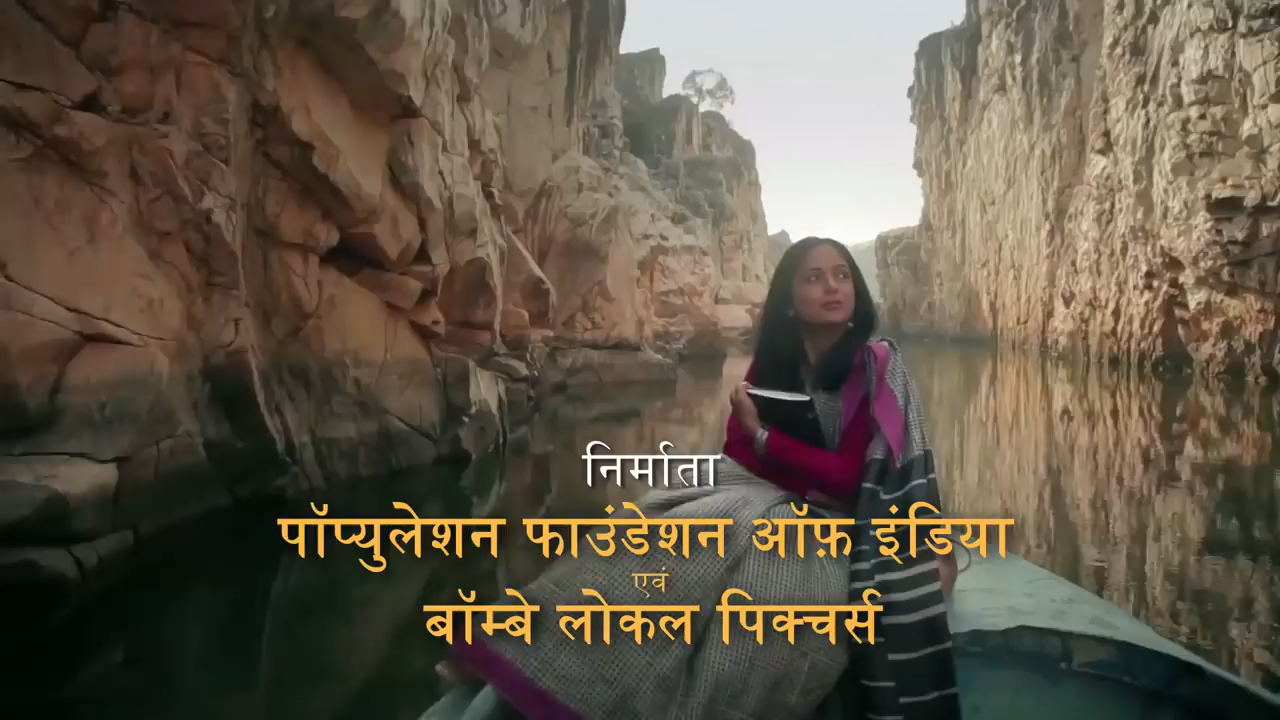 निर्माता
पॉप्युलेशन फाउंडेशन ऑफ़ इंडिया
एवं
बॉम्बे लोकल पिक्चर्स